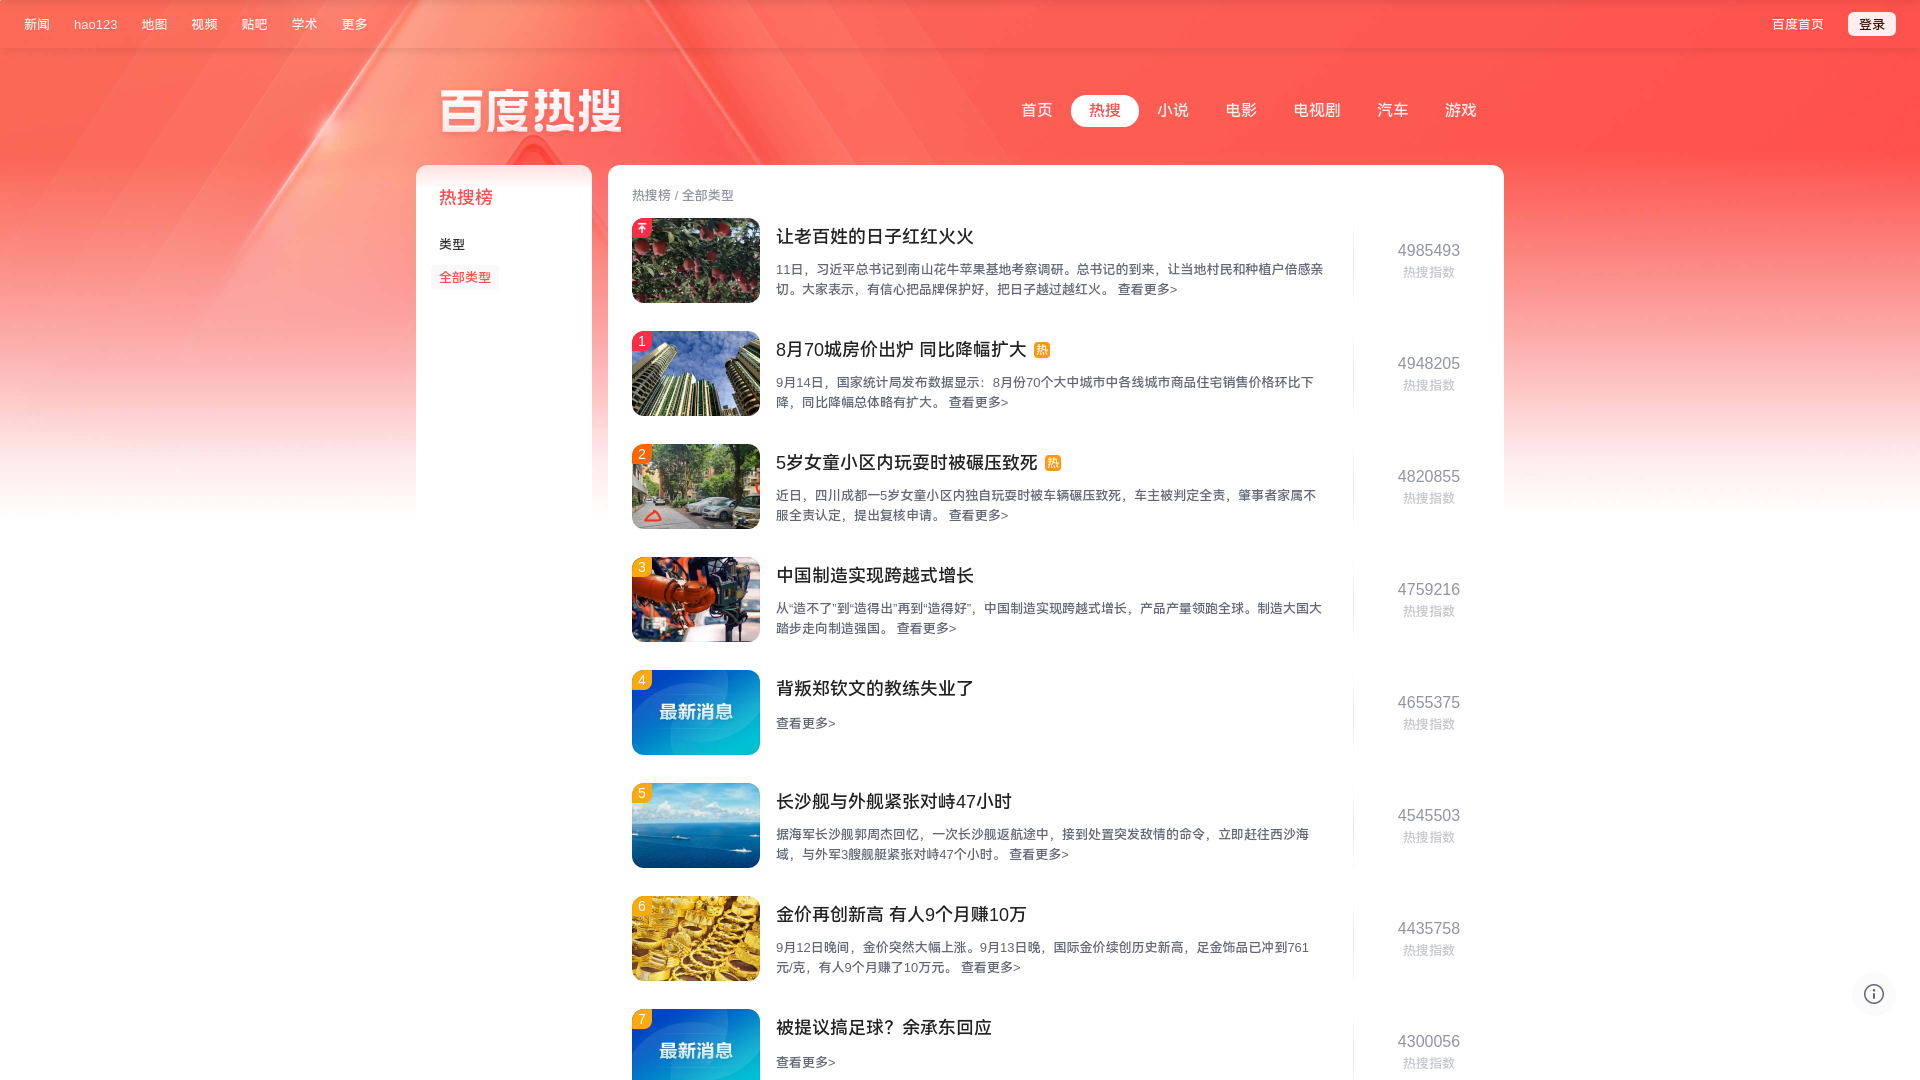 新闻 hao123 地图 视频 贴吧 学术 更多 百度首页 登录
百度热搜
首页 热搜 小说 电影 电视剧 汽车 游戏
热搜榜
类型
全部类型
热搜榜 / 全部类型
让老百姓的日子红红火火
11日，习近平总书记到南山花牛苹果基地考察调研。总书记的到来，让当地村民和种植户倍感亲
切。大家表示，有信心把品牌保护好，把日子越过越红火。 查看更多>
4985493
热搜指数
1
8月70城房价出炉 同比降幅扩大 热
9月14日，国家统计局发布数据显示：8月份70个大中城市中各线城市商品住宅销售价格环比下
降，同比降幅总体略有扩大。 查看更多>
4948205
热搜指数
2
5岁女童小区内玩耍时被碾压致死 热
近日，四川成都一5岁女童小区内独自玩耍时被车辆碾压致死，车主被判定全责，肇事者家属不
服全责认定，提出复核申请。 查看更多>
4820855
热搜指数
3
中国制造实现跨越式增长
从“造不了”到“造得出”再到“造得好”，中国制造实现跨越式增长，产品产量领跑全球。制造大国大
踏步走向制造强国。 查看更多>
4759216
热搜指数
4
最新消息
背叛郑钦文的教练失业了
查看更多>
4655375
热搜指数
5
长沙舰与外舰紧张对峙47小时
据海军长沙舰郭周杰回忆，一次长沙舰返航途中，接到处置突发敌情的命令，立即赶往西沙海
域，与外军3艘舰艇紧张对峙47个小时。 查看更多>
4545503
热搜指数
6
金价再创新高 有人9个月赚10万
9月12日晚间，金价突然大幅上涨。9月13日晚，国际金价续创历史新高，足金饰品已冲到761
元/克，有人9个月赚了10万元。 查看更多>
4435758
热搜指数
7
最新消息
被提议搞足球？余承东回应
查看更多>
4300056
热搜指数